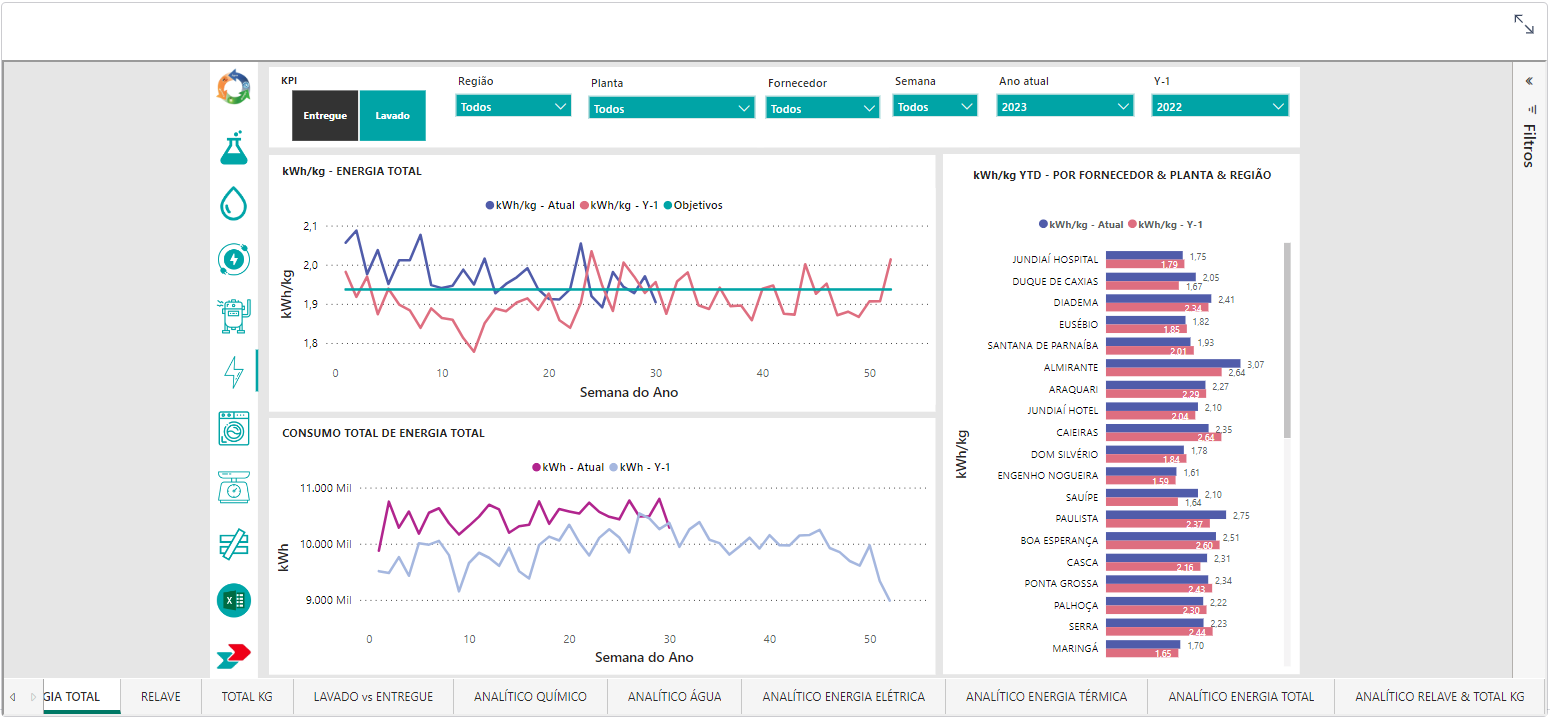 KPI
Entregue
Lavado
Região
Todos
Planta
Todos
Fornecedor
Todos
Semana
Todos
Ano atual
2023
Y-1
2022
«
Filtros
kWh/kg - ENERGIA TOTAL
kWh/kg - Atual kWh/kg - Y-1 Objetivos
kWh/kg
2,1
2,0
1,9
1,8
0 10 20 30 40 50
Semana do Ano
CONSUMO TOTAL DE ENERGIA TOTAL
kWh - Atual kWh - Y-1
kWh
11.000 Mil
10.000 Mil
9.000 Mil
0 10 20 30 40 50
Semana do Ano
kWh/kg YTD - POR FORNECEDOR & PLANTA & REGIÃO
kWh/kg - Atual kWh/kg - Y-1
kWh/kg
JUNDIAÍ HOSPITAL 1,75 1,79
DUQUE DE CAXIAS 2,05 1,67
DIADEMA 2,41 2,34
EUSÉBIO 1,82 1,85
SANTANA DE PARNAÍBA 1,93 2,01
ALMIRANTE 3,07 2,64
ARAQUARI 2,27 2,29
JUNDIAÍ HOTEL 2,10 2,04
CAIEIRAS 2,35 2,64
DOM SILVÉRIO 1,78 1,84
ENGENHO NOGUEIRA 1,61 1,59
SAUÍPE 2,10 1,64
PAULISTA 2,75 2,37
BOA ESPERANÇA 2,51 2,60
CASCA 2,31 2,16
PONTA GROSSA 2,34 2,43
PALHOÇA 2,22 2,30
SERRA 2,23 2,44
MARINGÁ 1,70 1,65
GIA TOTAL
RELAVE
TOTAL KG
LAVADO vs ENTREGUE
ANALÍTICO QUÍMICO
ANALÍTICO ÁGUA
ANALÍTICO ENERGIA ELÉTRICA
ANALÍTICO ENERGIA TÉRMICA
ANALÍTICO ENERGIA TOTAL
ANALÍTICO RELAVE & TOTAL KG